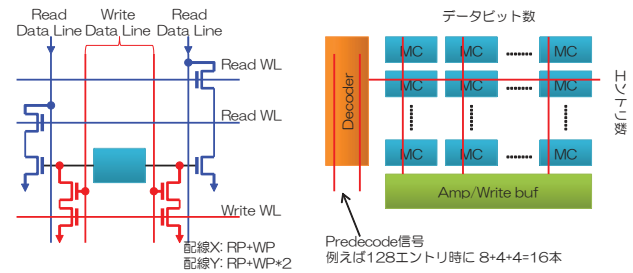 Read
Data Line
Write
Data Line
Read
Data Line
Read WL
Read WL
Write WL
配線X: RP+WP
配線Y: RP+WP*2
データビット数
Decoder
MC
MC
MC
MC
MC
MC
MC
MC
MC
エントリ数
Amp/Write buf
Predecode信号
例えば128エントリ時に 8+4+4=16本